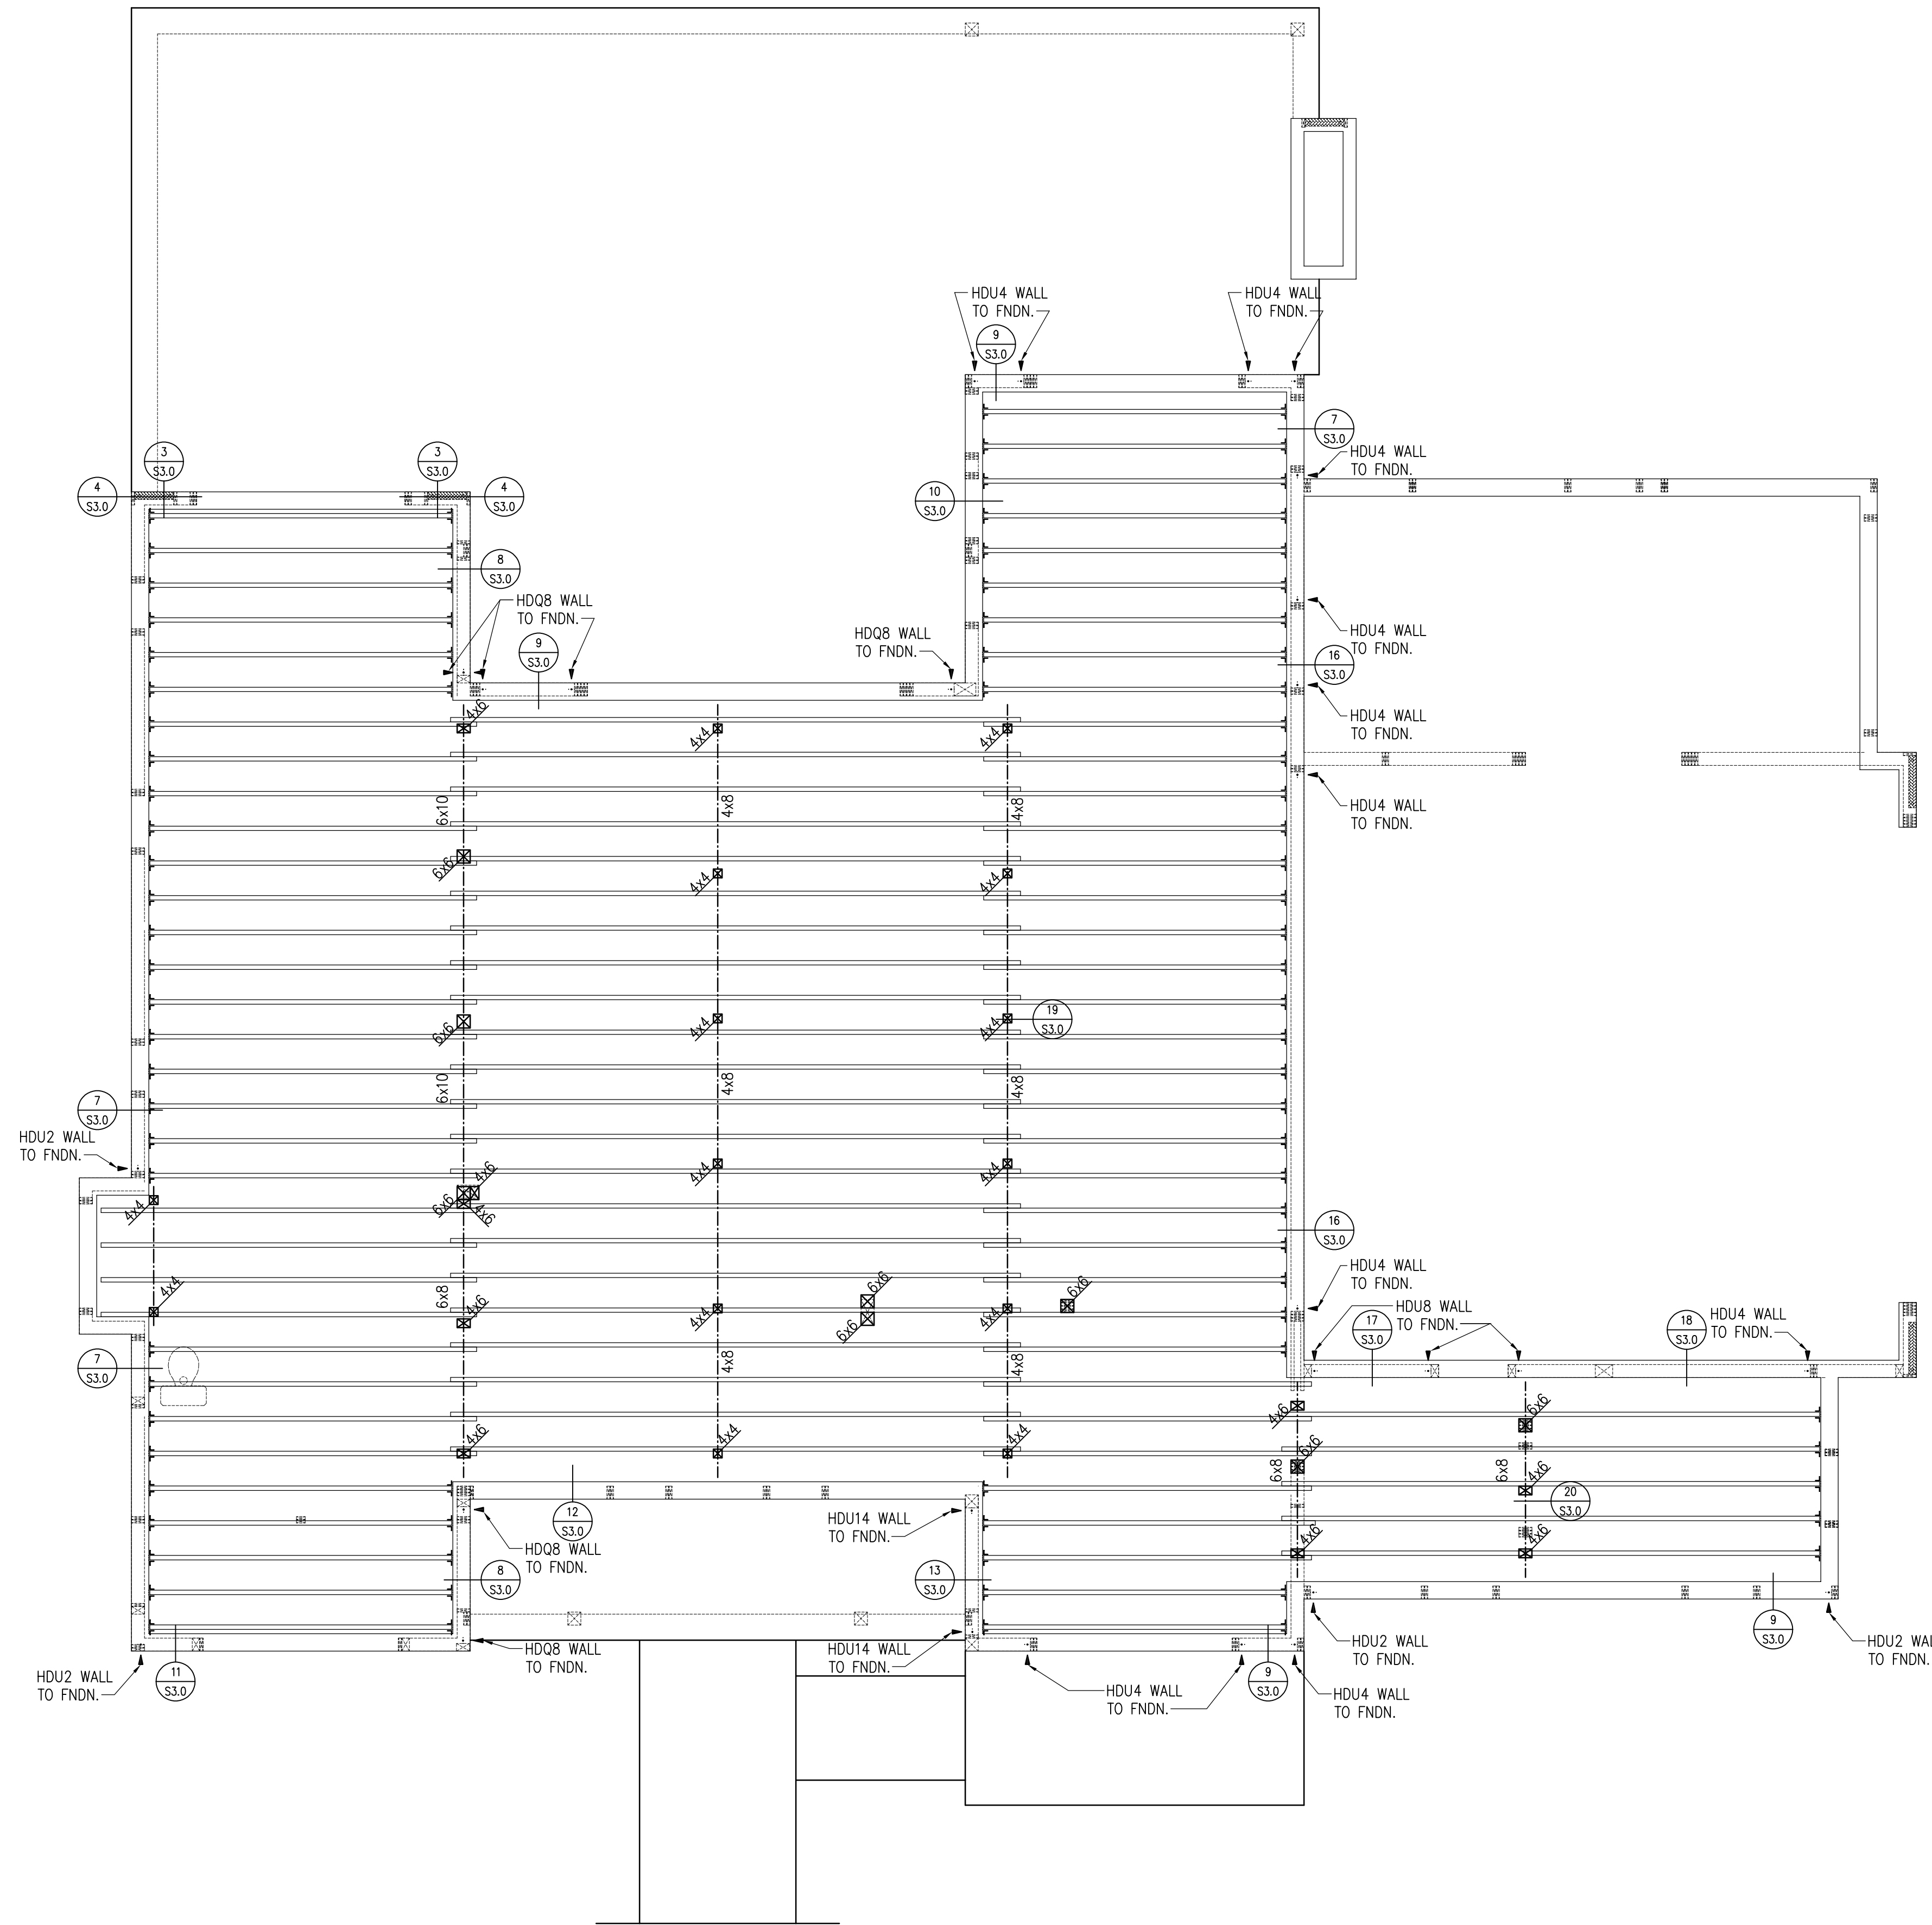 HDU4 WALL
TO FNDN.
HDU4 WALL
TO FNDN.
9
S3.0
7
S3.0
3
S3.0
3
S3.0
HDU4 WALL
TO FNDN.
4
S3.0
4
S3.0
10
S3.0
8
S3.0
HDQ8 WALL
TO FNDN.
9
S3.0
HDQ8 WALL
TO FNDN.
HDU4 WALL
TO FNDN.
16
S3.0
4x6
4x4
4x4
HDU4 WALL
TO FNDN.
6x10
4x8
4x8
HDU4 WALL
TO FNDN.
6x6
4x4
4x4
6x6
4x4
4x4
19
S3.0
6x10
4x8
4x8
7
S3.0
HDU2 WALL
TO FNDN.
4x6
4x4
4x4
4x4
6x6
4x6
16
S3.0
4x4
6x8
4x6
4x4
6x6
6x6
4x4
6x6
HDU4 WALL
TO FNDN.
HDU8 WALL
TO FNDN.
17
S3.0
18
S3.0
HDU4 WALL
TO FNDN.
7
S3.0
4x8
4x8
4x6
6x6
4x6
4x4
4x4
6x8
6x6
6x8
4x6
20
S3.0
12
S3.0
HDU14 WALL
TO FNDN.
HDQ8 WALL
TO FNDN.
4x6
4x6
8
S3.0
13
S3.0
9
S3.0
HDQ8 WALL
TO FNDN.
HDU14 WALL
TO FNDN.
HDU2 WALL
TO FNDN.
HDU2 WALL
TO FNDN.
HDU2 WALL
TO FNDN.
11
S3.0
9
S3.0
HDU4 WALL
TO FNDN.
HDU4 WALL
TO FNDN.